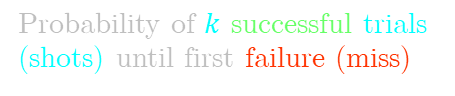 Probability of k successful trials
(shots) until first failure (miss)